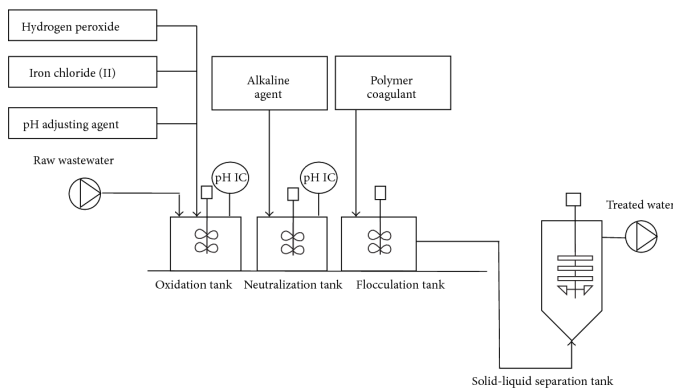 Hydrogen peroxide
Iron chloride (II)
pH adjusting agent
Alkaline
agent
Polymer
coagulant
Raw wastewater
pH IC
pH IC
Treated water
Oxidation tank
Neutralization tank
Flocculation tank
Solid-liquid separation tank